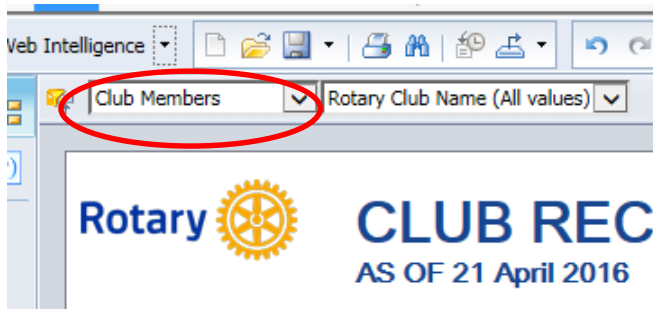 Web Intelligence
Club Members Rotary Club Name (All values)
Rotary CLUB REC
AS OF 21 April 2016